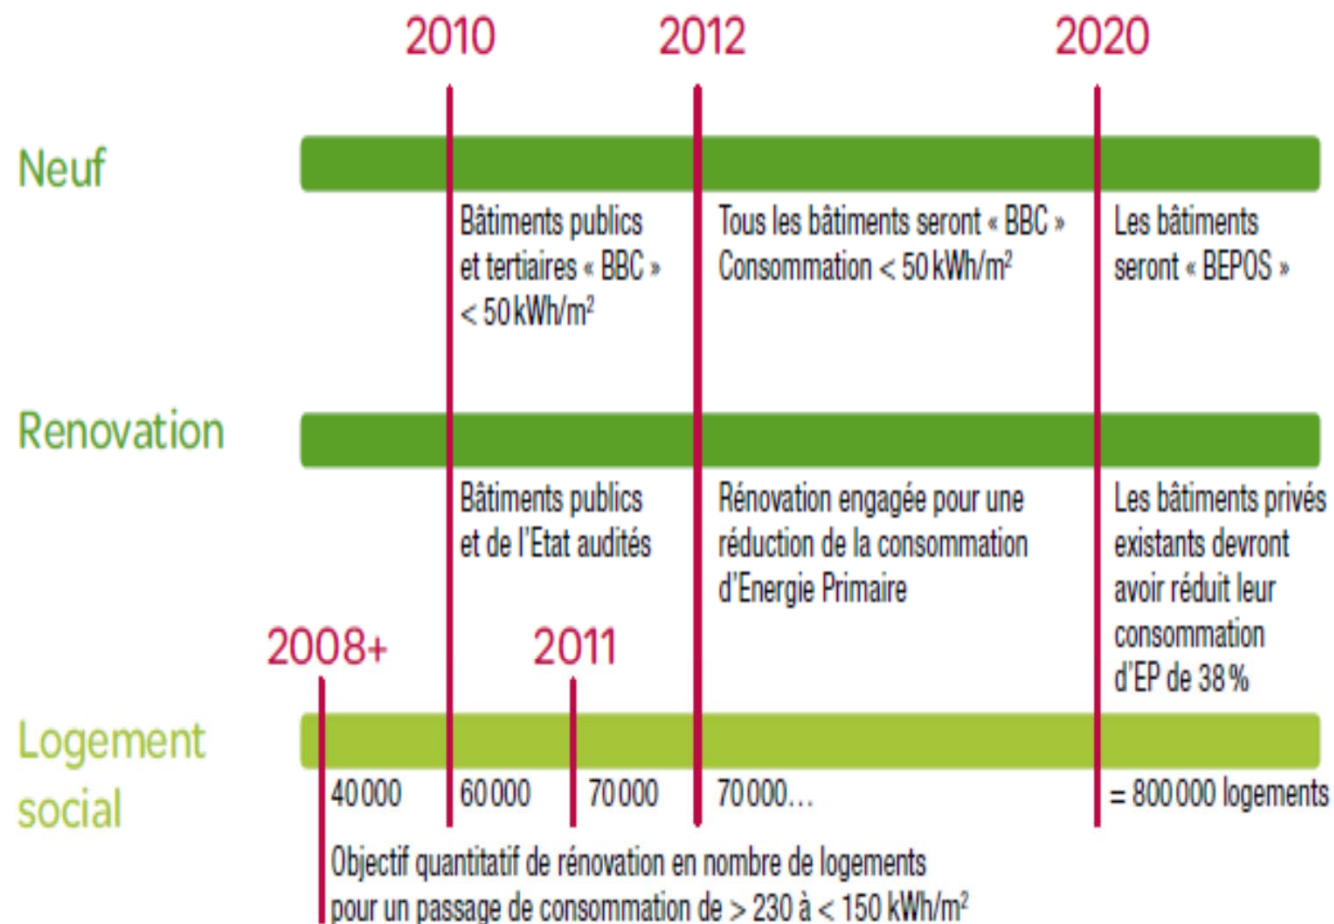 2010
2012
2020
Neuf
Bâtiments publics
et tertiaires « BBC »
< 50 kWh/m²
Tous les bâtiments seront « BBC »
Consommation < 50 kWh/m²
Les bâtiments
seront « BEPOS »
Renovation
Bâtiments publics
et de l'Etat audités
Rénovation engagée pour une
réduction de la consommation
d'Energie Primaire
Les bâtiments privés
existants devront
avoir réduit leur
consommation
d'EP de 38 %
2008+
2011
Logement
social
40 000
60 000
70 000
70 000…
= 800 000 logements
Objectif quantitatif de rénovation en nombre de logements
pour un passage de consommation de > 230 à < 150 kWh/m²